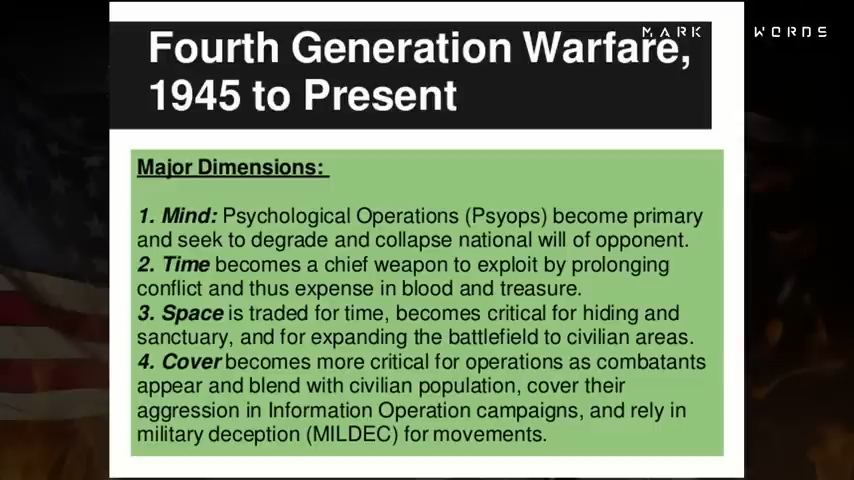 MARK WORDS
Fourth Generation Warfare,
1945 to Present
Major Dimensions:
1. Mind: Psychological Operations (Psyops) become primary
and seek to degrade and collapse national will of opponent.
2. Time becomes a chief weapon to exploit by prolonging
conflict and thus expense in blood and treasure.
3. Space is traded for time, becomes critical for hiding and
sanctuary, and for expanding the battlefield to civilian areas.
4. Cover becomes more critical for operations as combatants
appear and blend with civilian population, cover their
aggression in Information Operation campaigns, and rely in
military deception (MILDEC) for movements.